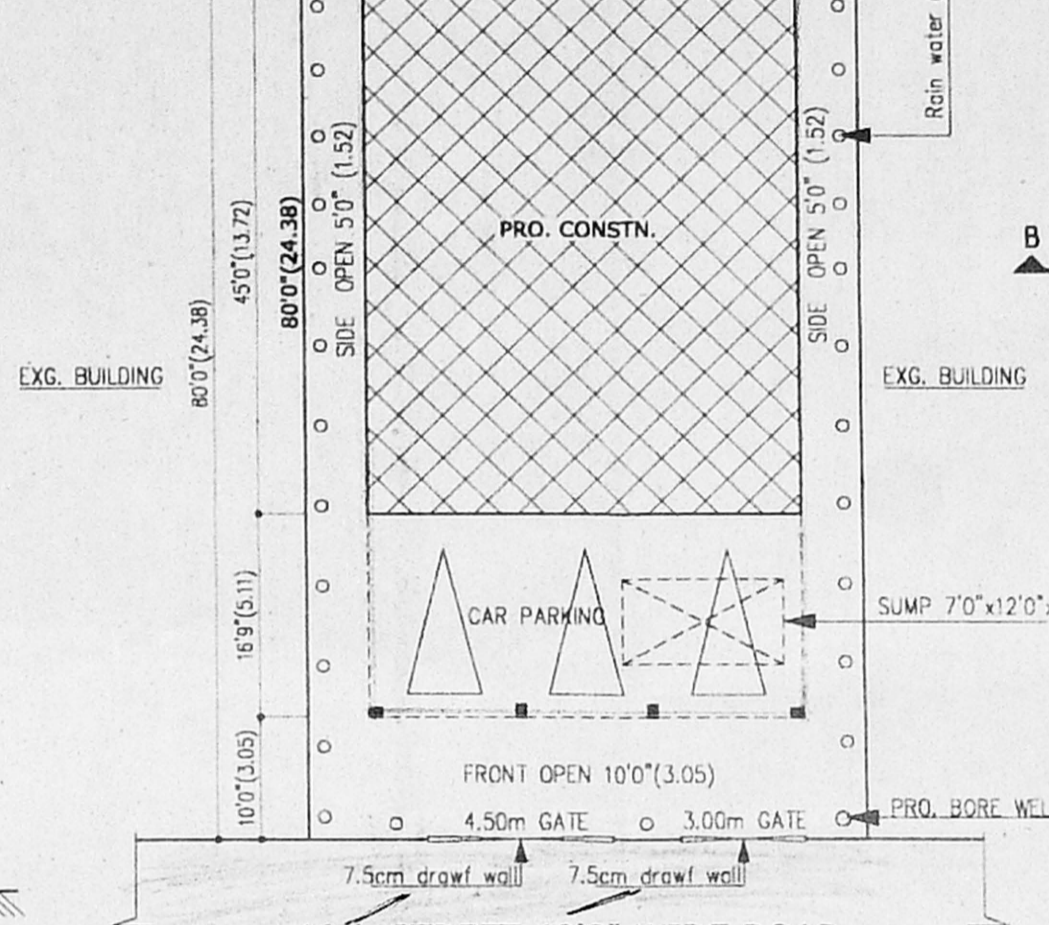 Rain water
SIDE OPEN 5'0" (1.52)
SIDE OPEN 5'0" (1.52)
PRO. CONSTN.
45'0"(13.72)
80'0"(24.38)
80'0"(24.38)
B
EXG. BUILDING
EXG. BUILDING
16'9"(5.11)
CAR PARKING
SUMP 7'0"x12'0"x
10'0"(3.05)
FRONT OPEN 10'0"(3.05)
4.50m GATE
3.00m GATE
PRO. BORE WEL
7.5cm drawf wall
7.5cm drawf wall